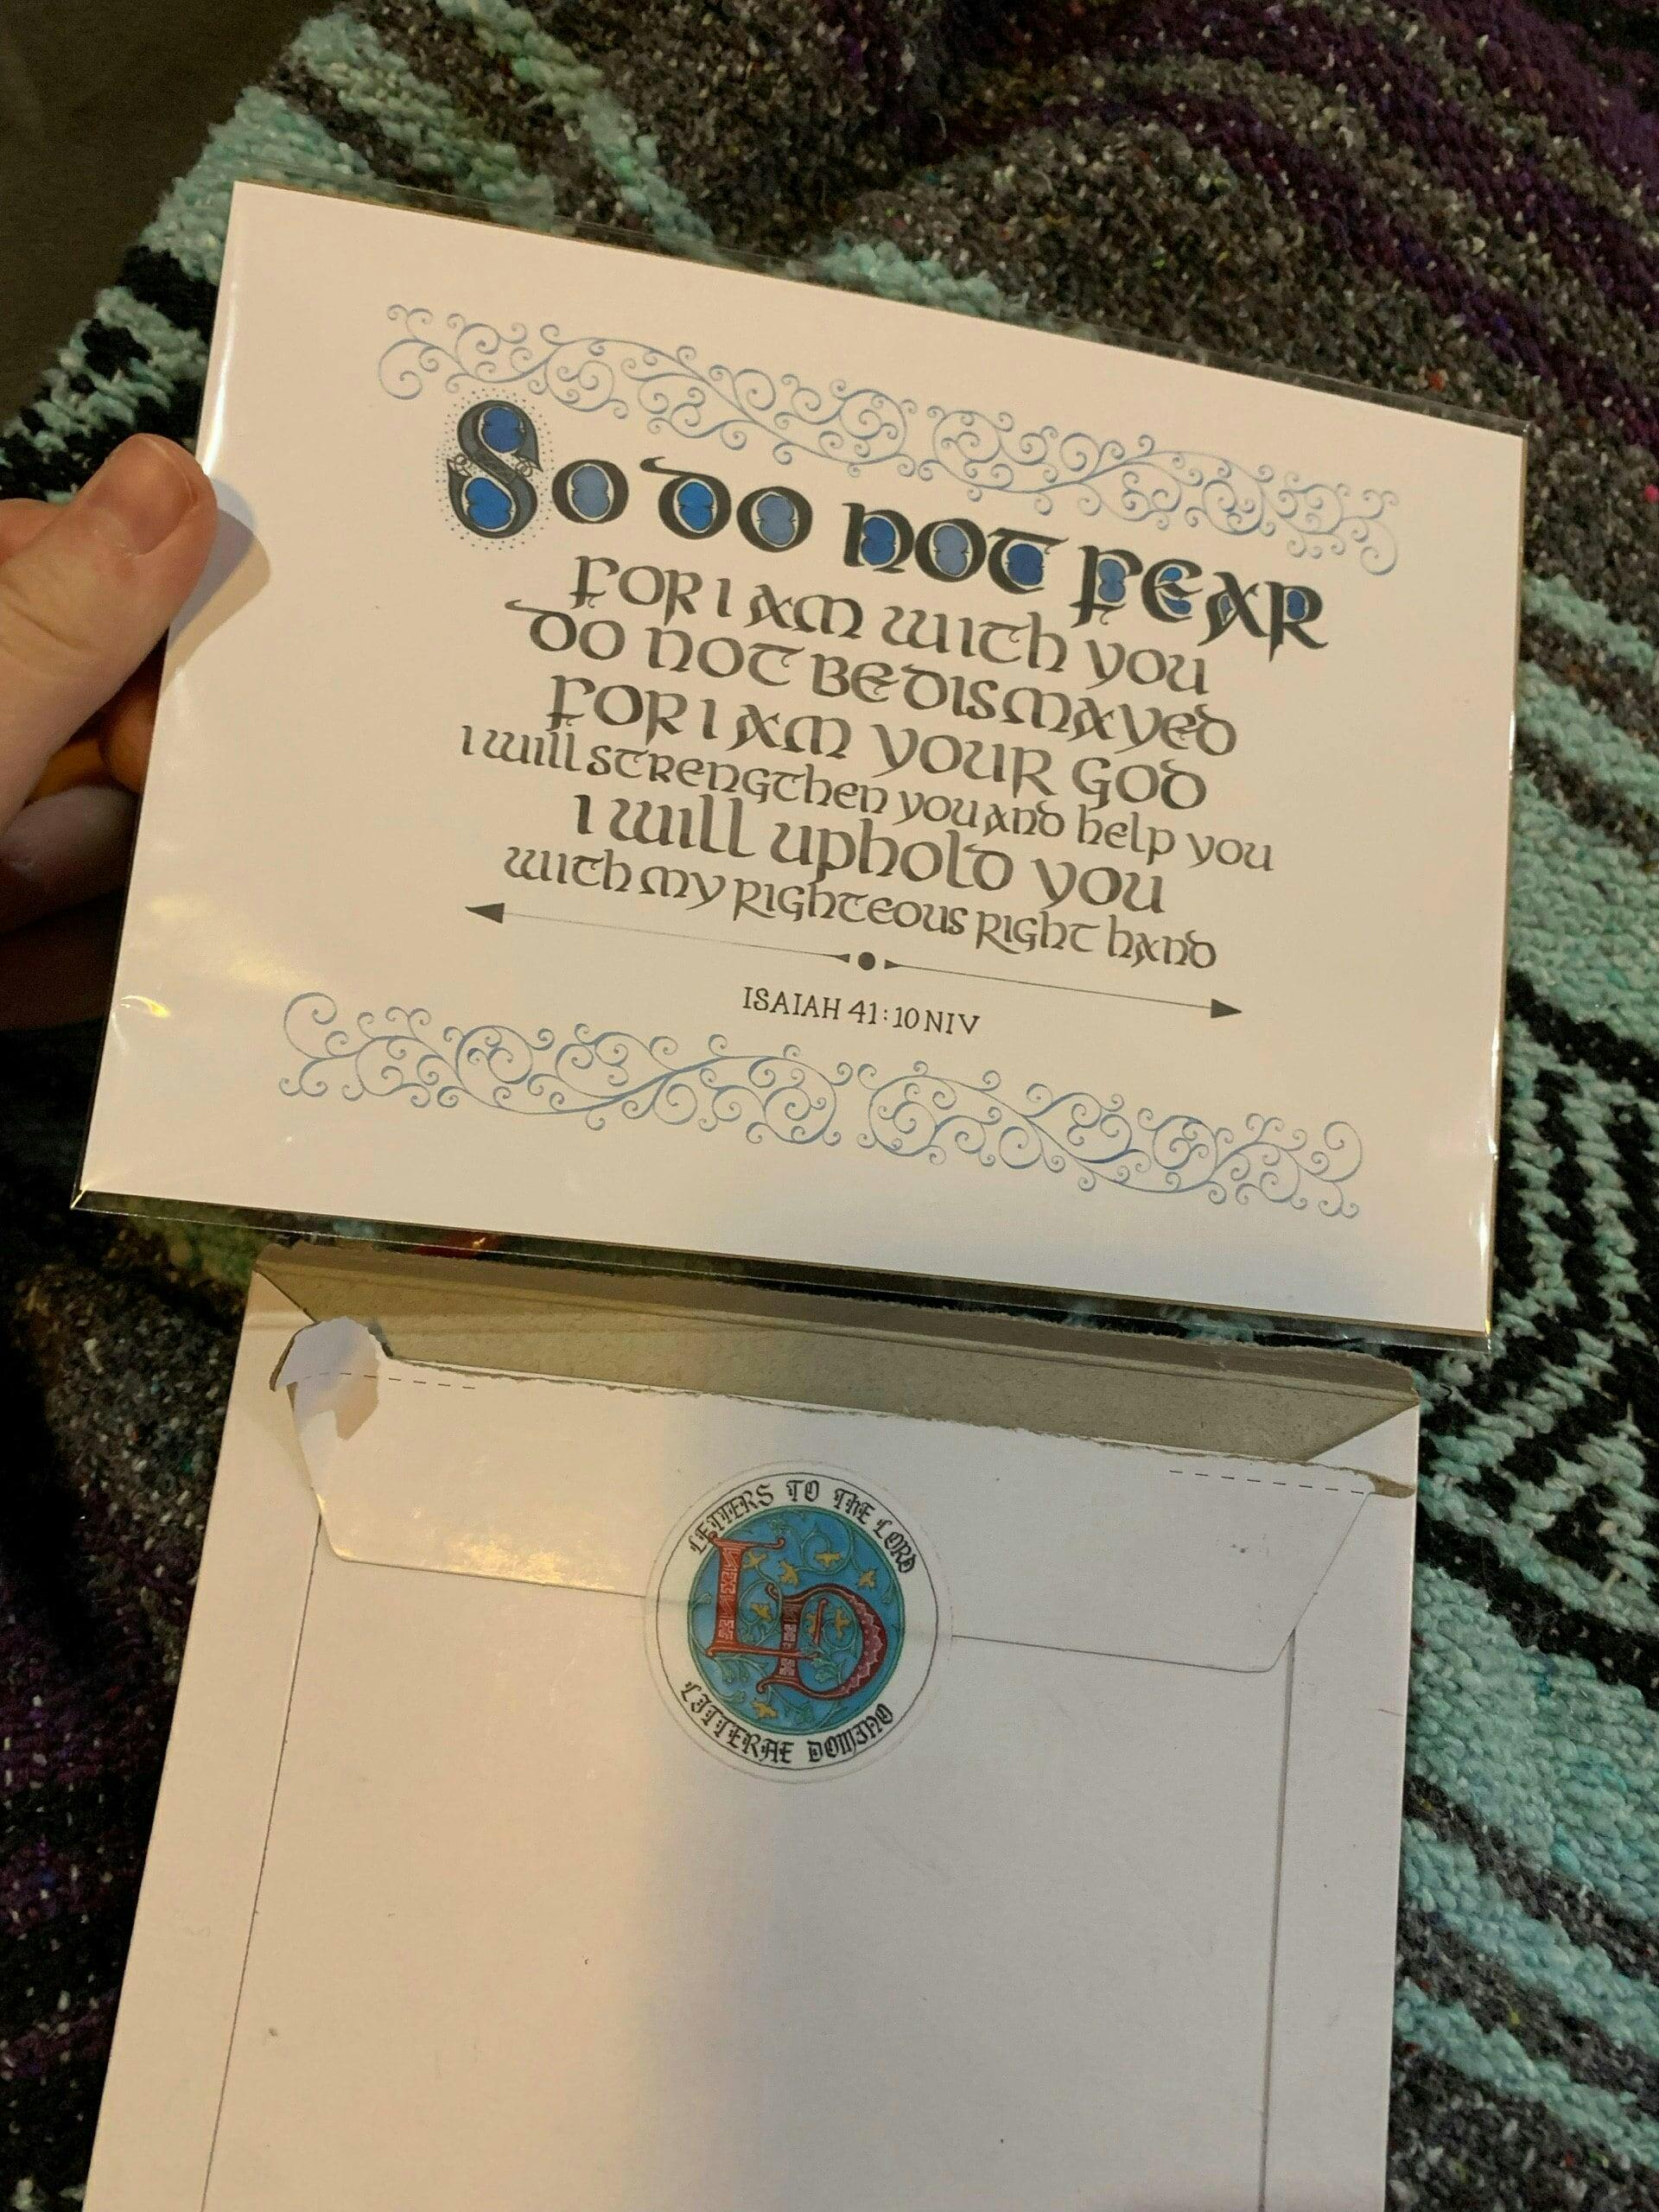 So do not fear
for I am with you
do not be dismayed
for I am your God
I will strengthen you and help you
I will uphold you
with my righteous right hand
ISAIAH 41:10 NIV
LETTERS TO THE LORD
LD
LITTERAE DOMINO